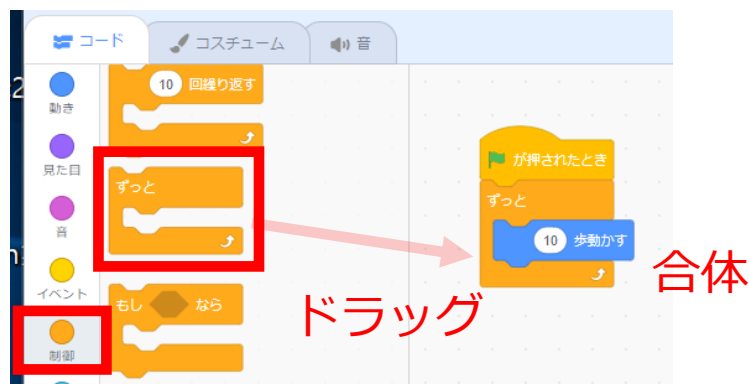 コード
コスチューム
音
動き
見た目
音
イベント
制御
10 回繰り返す
ずっと
もし なら
が押されたとき
ずっと
10 歩動かす
ドラッグ
合体